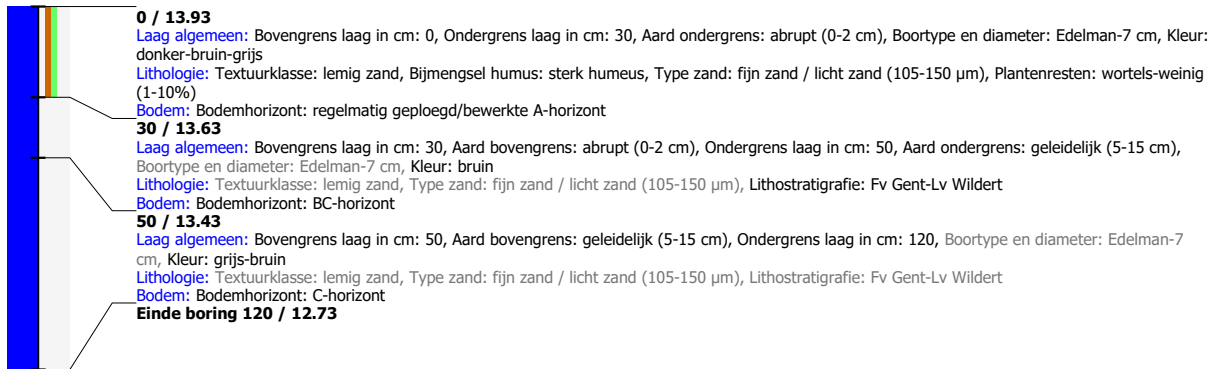 0 / 13.93
Laag algemeen: Bovengrens laag in cm: 0, Ondergrens laag in cm: 30, Aard ondergrens: abrupt (0-2 cm), Boortype en diameter: Edelman-7 cm, Kleur:
donker-bruin-grijs
Lithologie: Textuurklasse: lemig zand, Bijmengsel humus: sterk humeus, Type zand: fijn zand / licht zand (105-150 μm), Plantenresten: wortels-weinig
(1-10%)
Bodem: Bodemhorizont: regelmatig geploegd/bewerkte A-horizont
30 / 13.63
Laag algemeen: Bovengrens laag in cm: 30, Aard bovengrens: abrupt (0-2 cm), Ondergrens laag in cm: 50, Aard ondergrens: geleidelijk (5-15 cm),
Boortype en diameter: Edelman-7 cm, Kleur: bruin
Lithologie: Textuurklasse: lemig zand, Type zand: fijn zand / licht zand (105-150 μm), Lithostratigrafie: Fv Gent-Lv Wildert
Bodem: Bodemhorizont: BC-horizont
50 / 13.43
Laag algemeen: Bovengrens laag in cm: 50, Aard bovengrens: geleidelijk (5-15 cm), Ondergrens laag in cm: 120, Boortype en diameter: Edelman-7
cm, Kleur: grijs-bruin
Lithologie: Textuurklasse: lemig zand, Type zand: fijn zand / licht zand (105-150 μm), Lithostratigrafie: Fv Gent-Lv Wildert
Bodem: Bodemhorizont: C-horizont
Einde boring 120 / 12.73